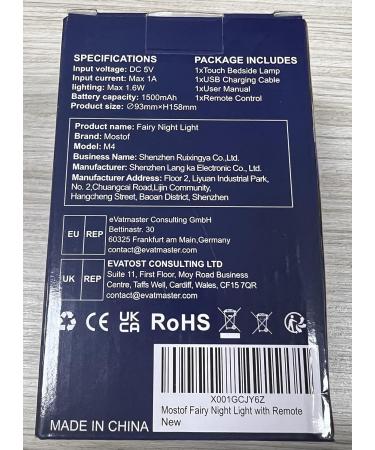 SPECIFICATIONS
Input voltage: DC 5V
Input current: Max 1A
lighting: Max 1.6W
Battery capacity: 1500mAh
Product size: ∅93mm×H158mm
PACKAGE INCLUDES
1xTouch Bedside Lamp
1xUSB Charging Cable
1xUser Manual
1xRemote Control
Product name: Fairy Night Light
Brand: Mostof
Model: M4
Business Name: Shenzhen Ruixingya Co.,Ltd.
Manufacturer: Shenzhen Lang ka Electronic Co., Ltd.
Manufacturer Address: Floor 2, Liyuan Industrial Park,
No. 2,Chuangcai Road,Lijin Community,
Hangcheng Street, Baoan District, Shenzhen
EU REP
eVatmaster Consulting GmbH
Bettinastr. 30
60325 Frankfurt am Main,Germany
contact@evatmaster.com
UK REP
EVATOST CONSULTING LTD
Suite 11, First Floor, Moy Road Business
Centre, Taffs Well, Cardiff, Wales, CF15 7QR
contact@evatmaster.com
CE UK CA RoHS
X001GCJY6Z
Mostof Fairy Night Light with Remote
New
MADE IN CHINA